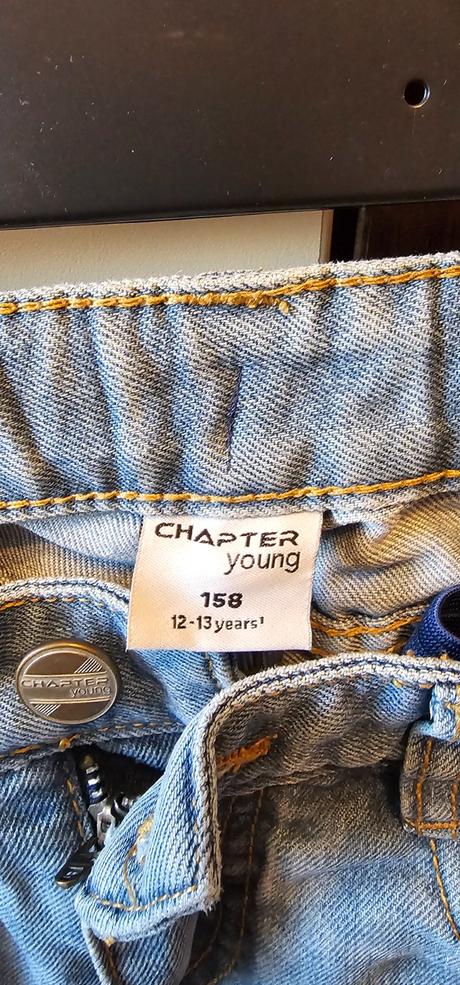 CHAPTER
young
158
12-13 years¹
CHAPTER
young